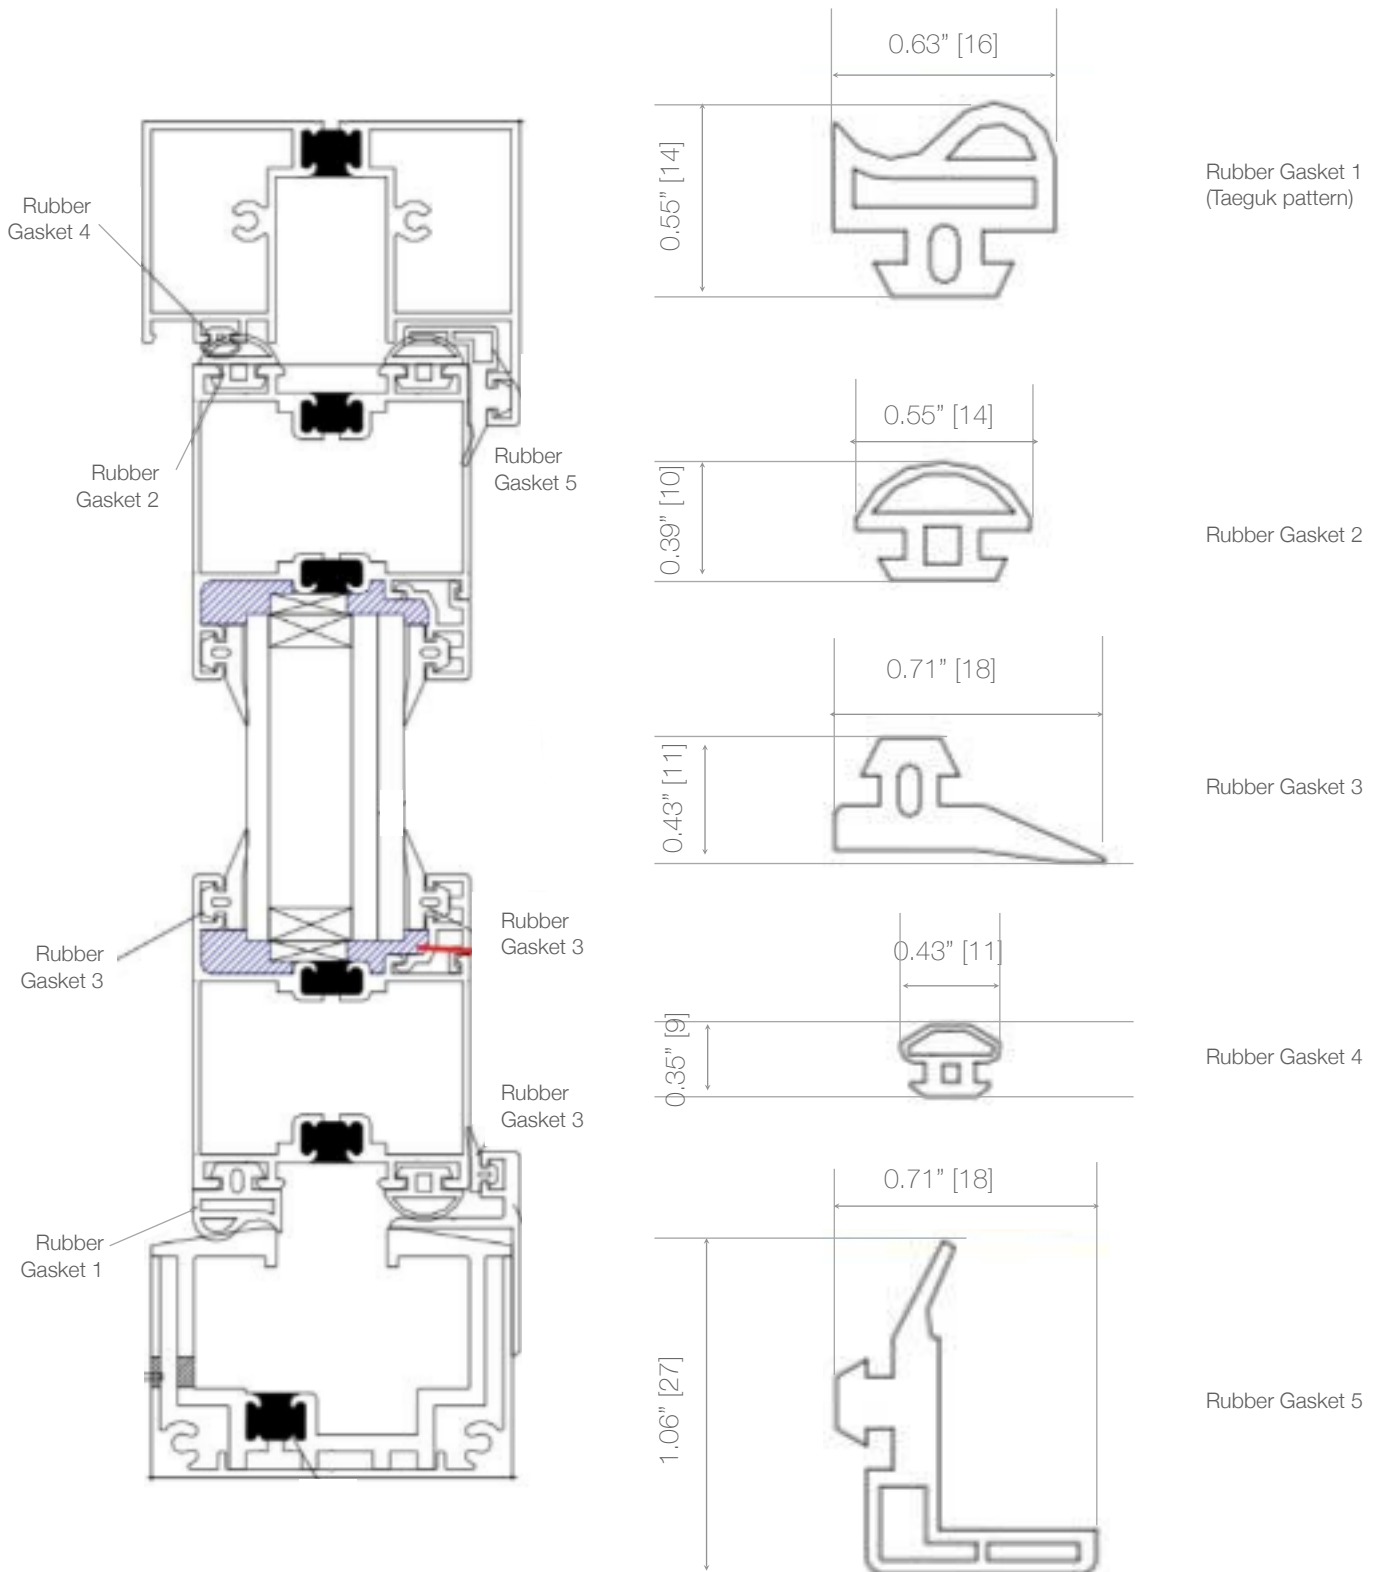 Rubber
Gasket 4
Rubber
Gasket 2
Rubber
Gasket 5
Rubber
Gasket 3
Rubber
Gasket 3
Rubber
Gasket 3
Rubber
Gasket 1
0.63” [16]
0.55” [14]
Rubber Gasket 1
(Taeguk pattern)
0.55” [14]
0.39” [10]
Rubber Gasket 2
0.71” [18]
0.43” [11]
Rubber Gasket 3
0.43” [11]
0.35” [9]
Rubber Gasket 4
0.71” [18]
1.06” [27]
Rubber Gasket 5